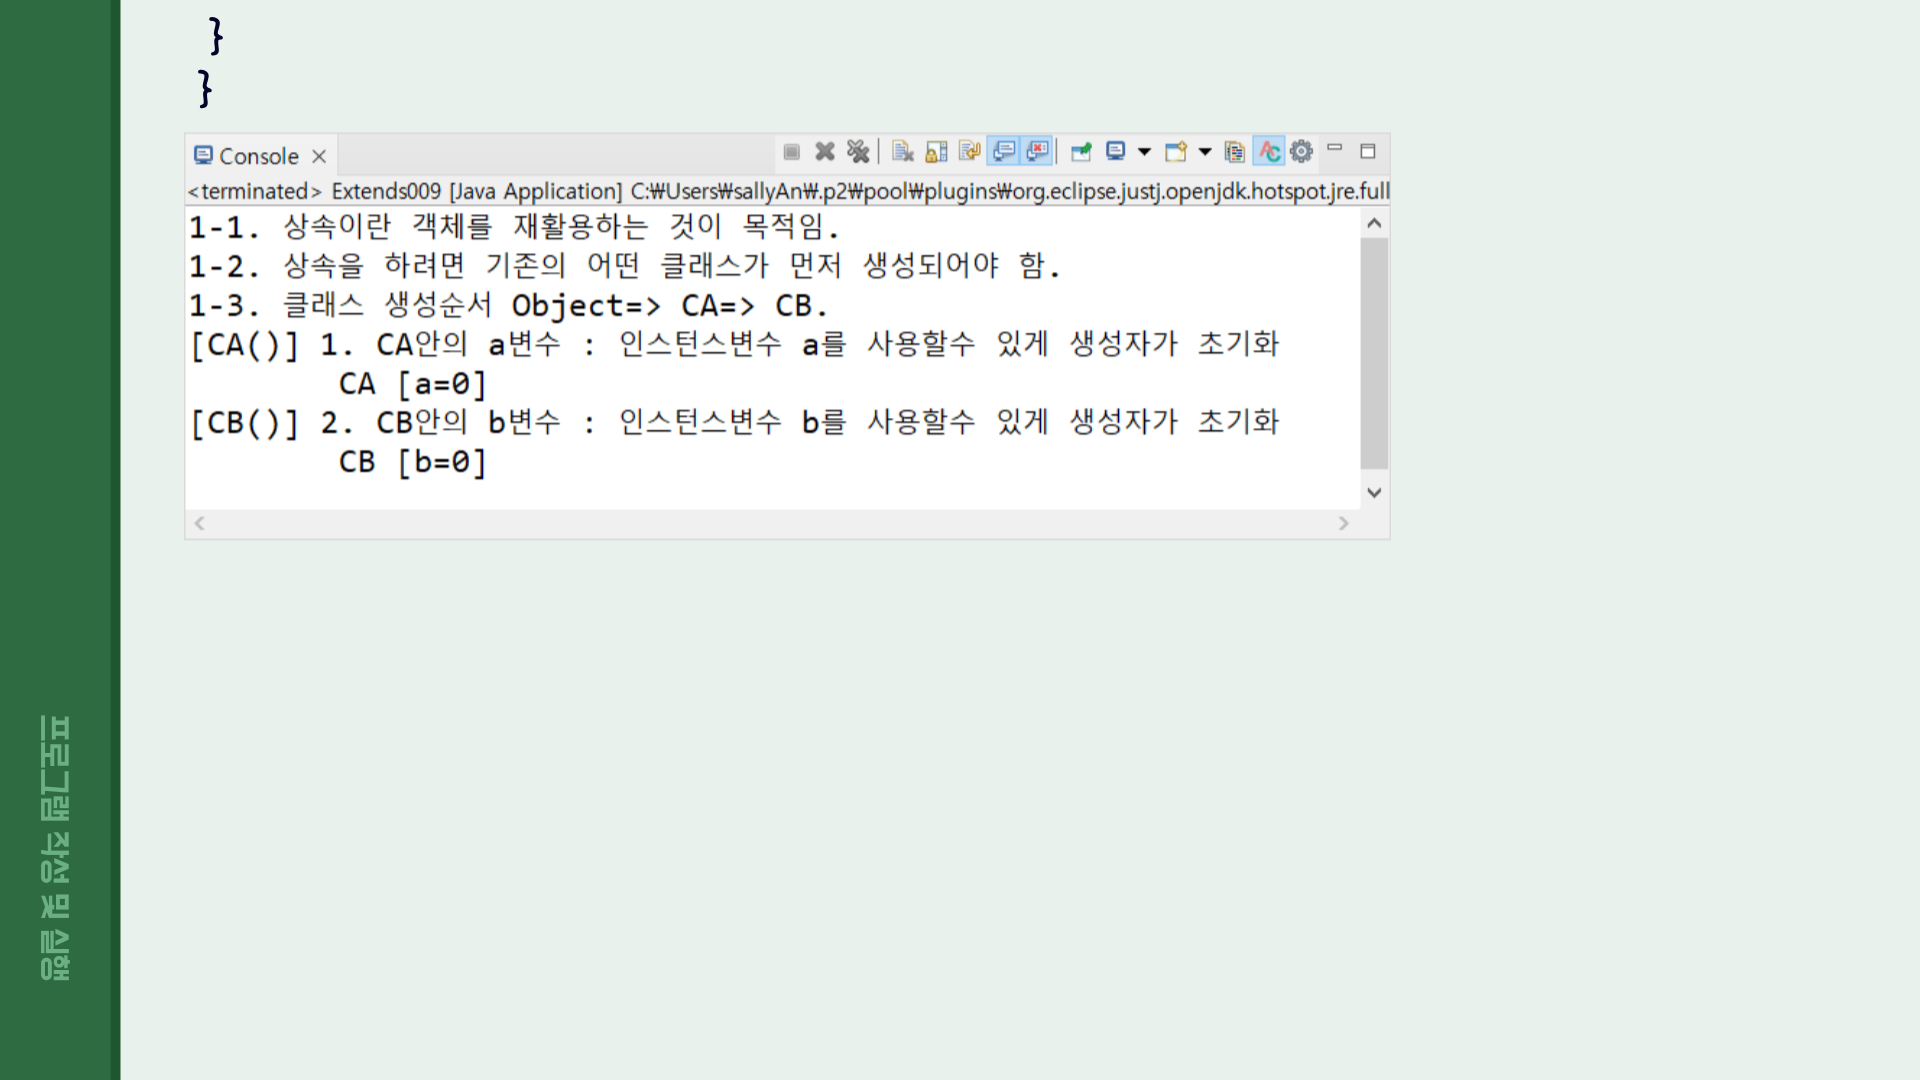 }
}
Console
<terminated> Extends009 [Java Application] C:₩Users₩sallyAn₩.p2₩pool₩plugins₩org.eclipse.justj.openjdk.hotspot.jre.full
1-1. 상속이란 객체를 재활용하는 것이 목적임.
1-2. 상속을 하려면 기존의 어떤 클래스가 먼저 생성되어야 함.
1-3. 클래스 생성순서 Object=> CA=> CB.
[CA()] 1. CA안의 a변수 : 인스턴스변수 a를 사용할수 있게 생성자가 초기화
CA [a=0]
[CB()] 2. CB안의 b변수 : 인스턴스변수 b를 사용할수 있게 생성자가 초기화
CB [b=0]
프로그램 작성 및 실행